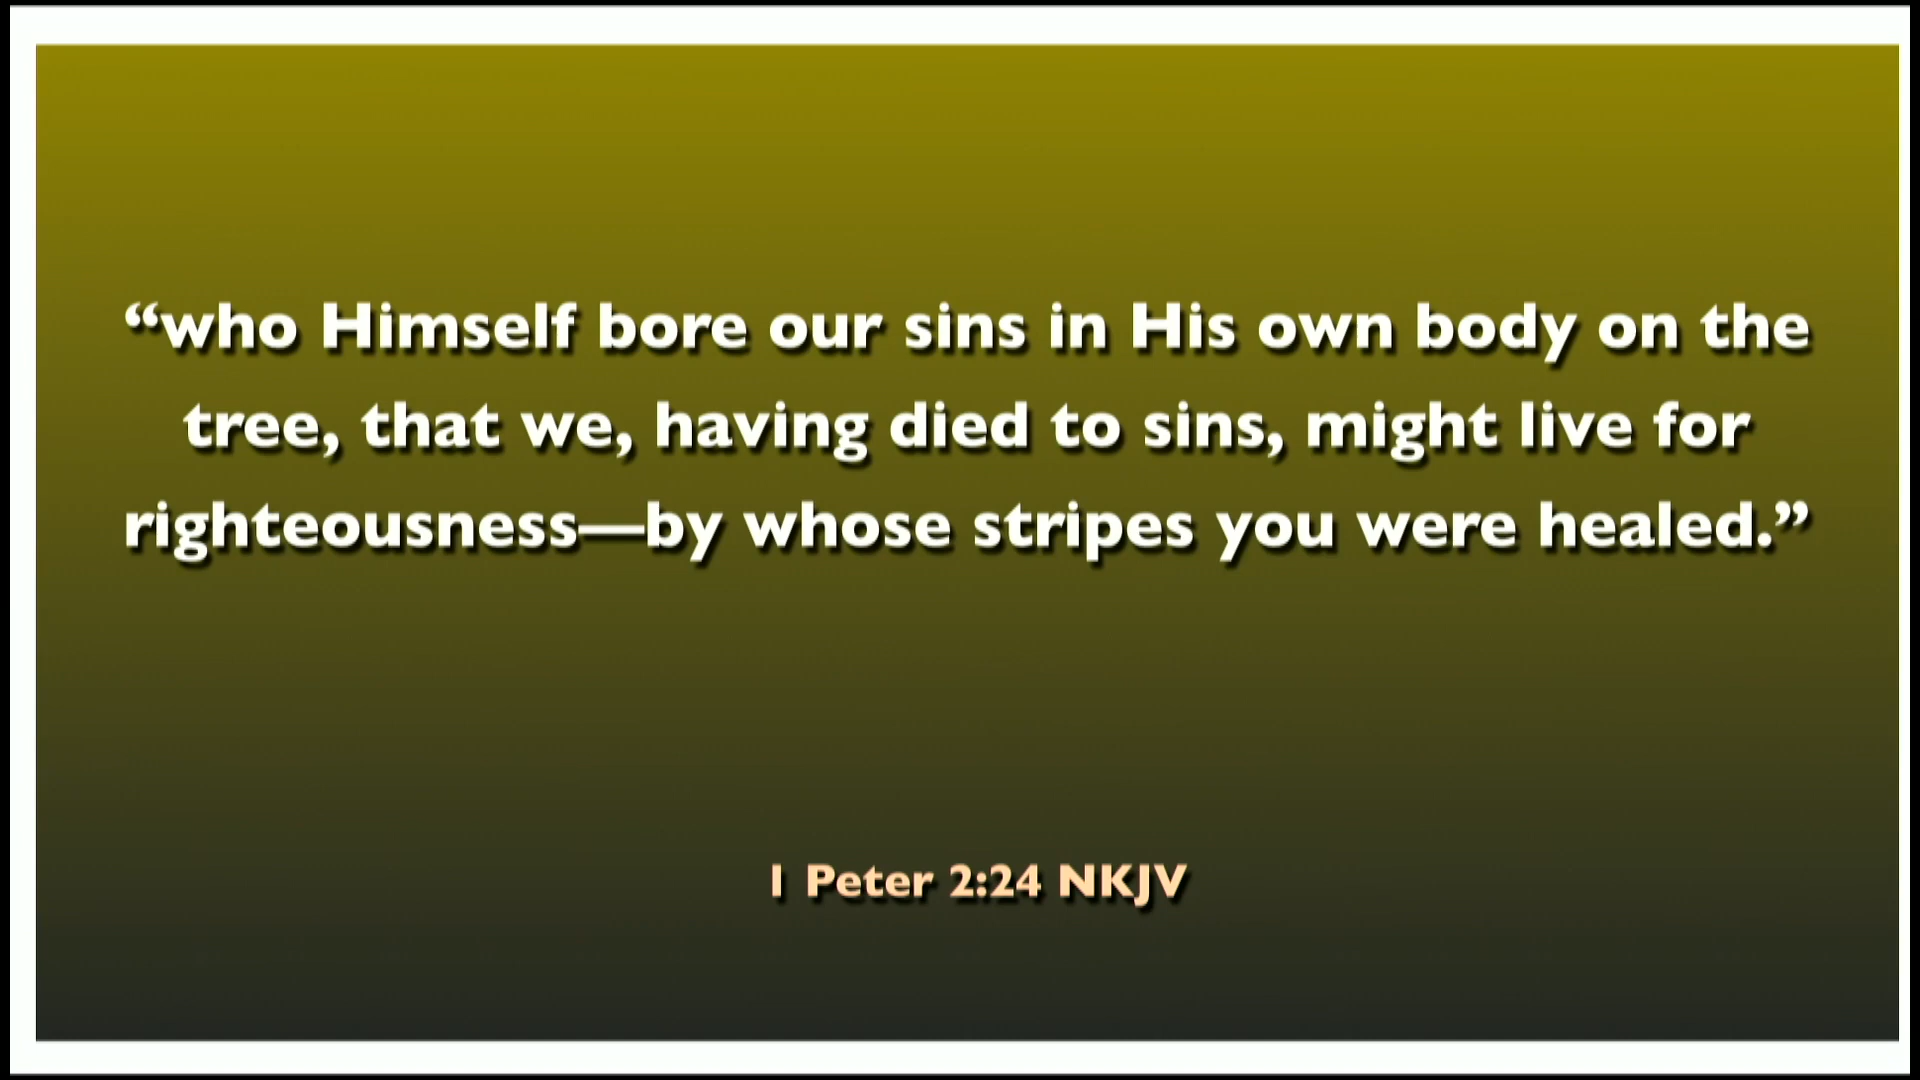 “who Himself bore our sins in His own body on the
tree, that we, having died to sins, might live for
righteousness—by whose stripes you were healed.”
1 Peter 2:24 NKJV